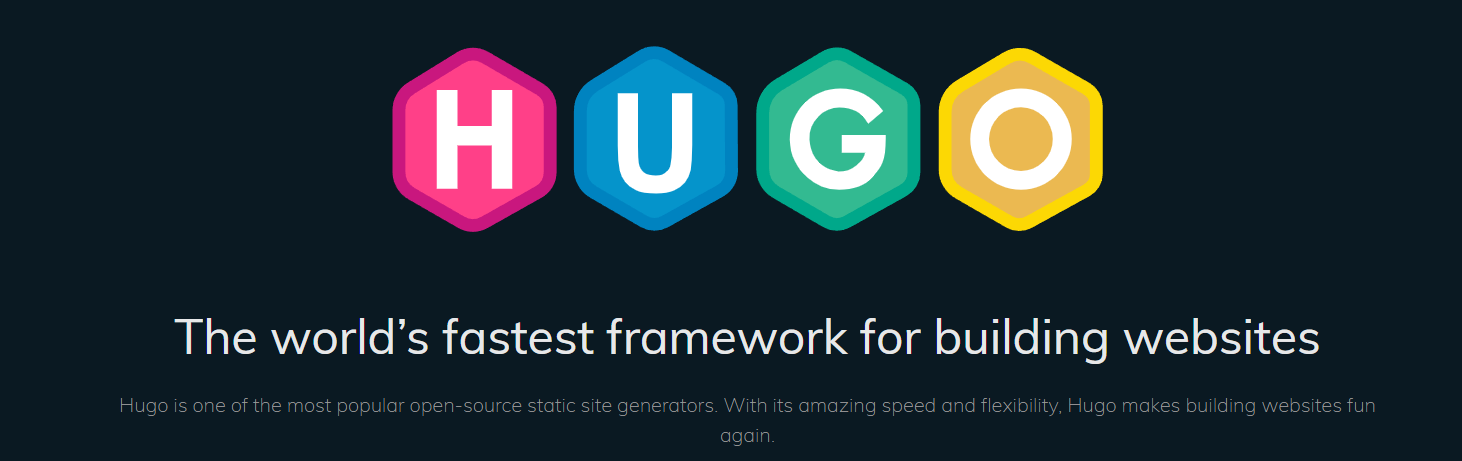 HUGO
The world’s fastest framework for building websites
Hugo is one of the most popular open-source static site generators. With its amazing speed and flexibility, Hugo makes building websites fun
again.